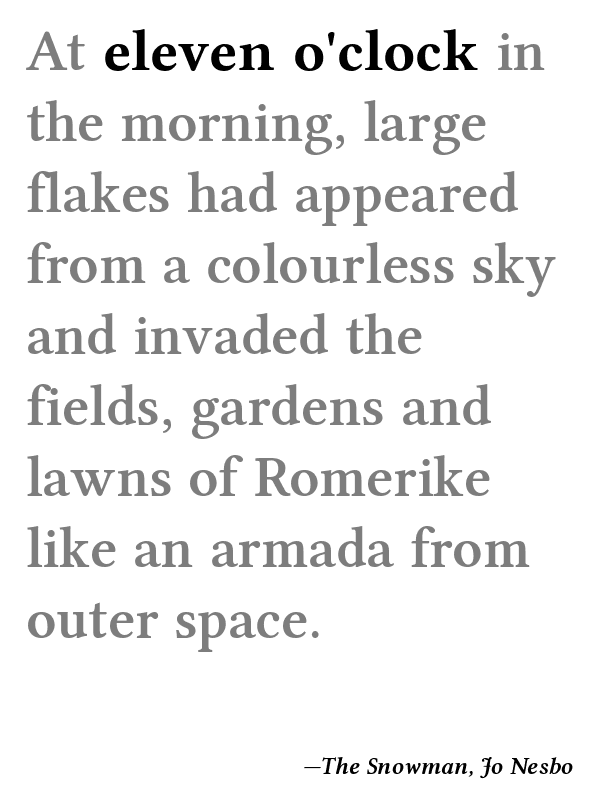 At eleven o'clock in
the morning, large
flakes had appeared
from a colourless sky
and invaded the
fields, gardens and
lawns of Romerike
like an armada from
outer space.
—The Snowman, Jo Nesbo